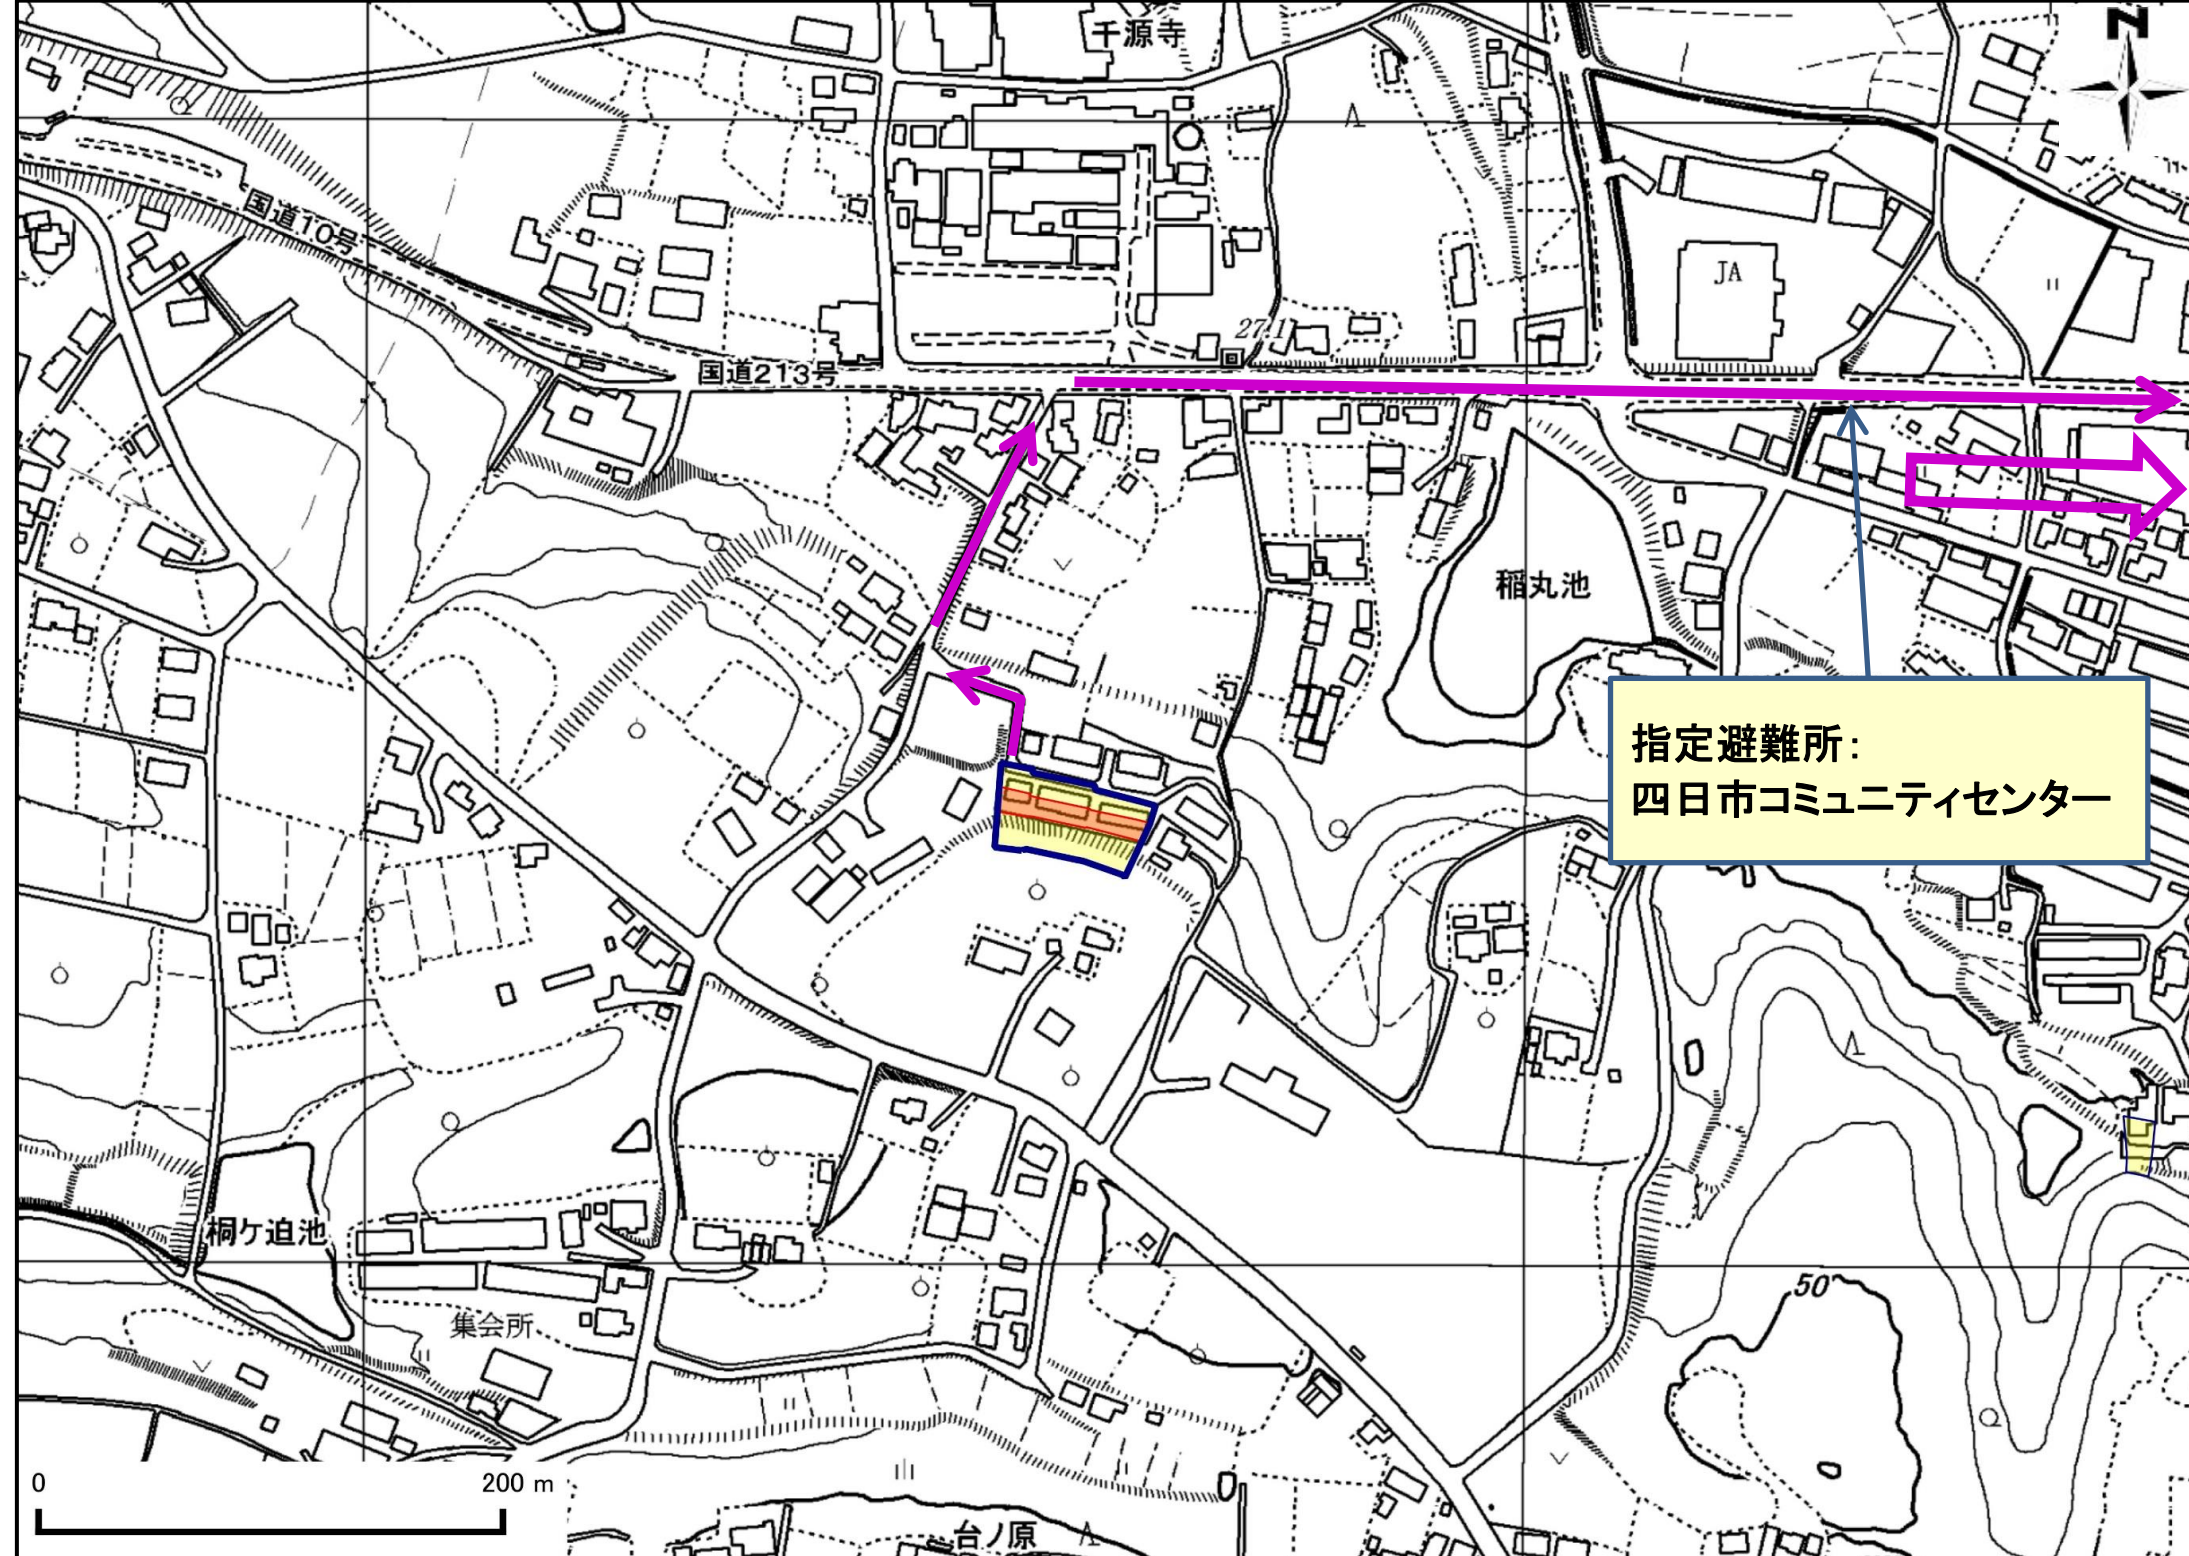 千源寺
N
国道10号
JA
27.1
国道213号
稲丸池
指定避難所：
四日市コミュニティセンター
桐ケ迫池
50
集会所
0 200 m
台ノ原